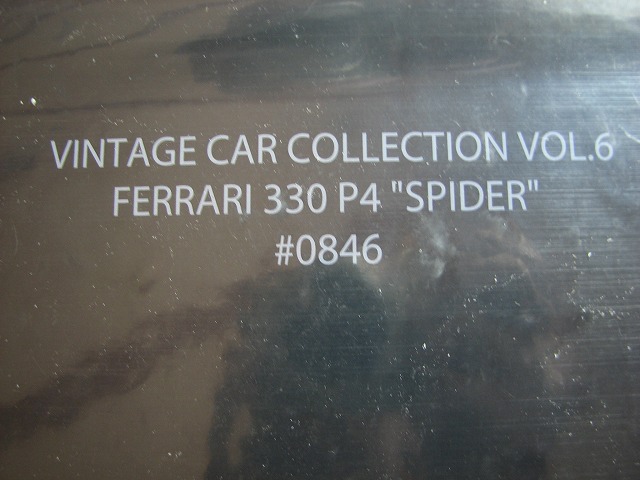 VINTAGE CAR COLLECTION VOL.6
FERRARI 330 P4 "SPIDER"
#0846